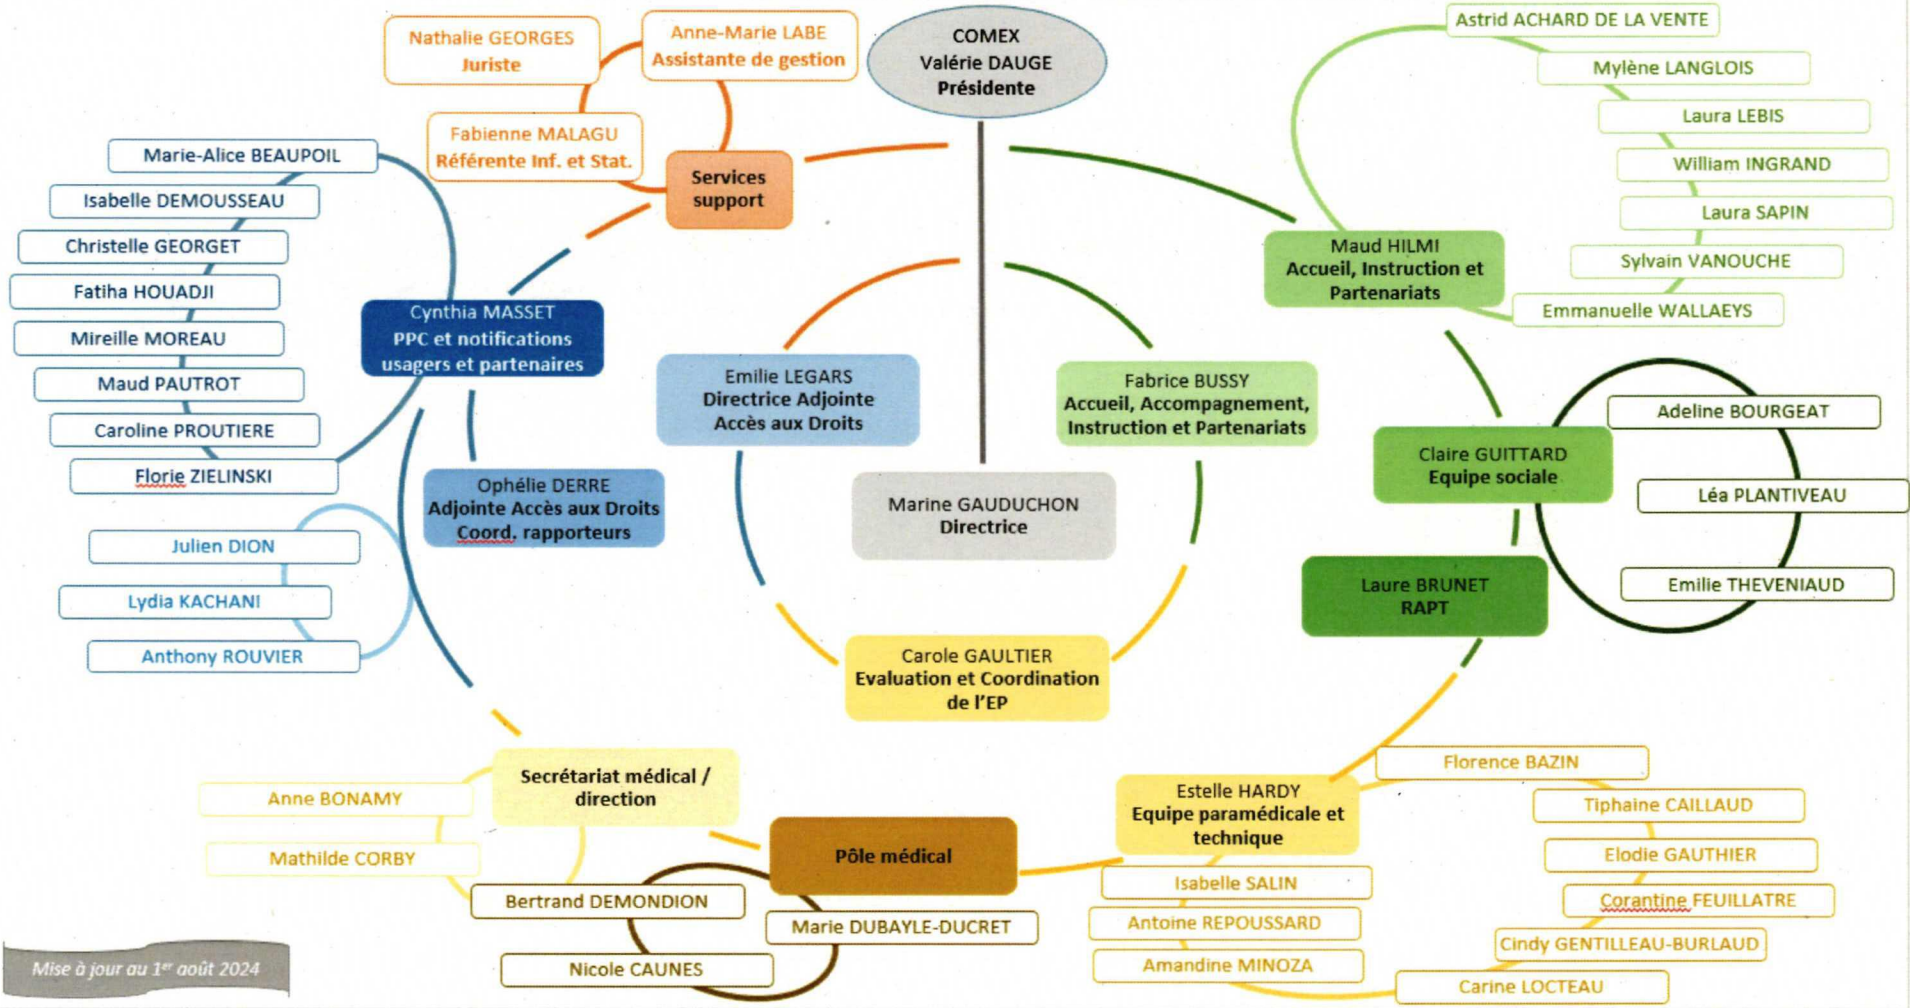 COMEX
Valérie DAUGE
Présidente
Nathalie GEORGES
Juriste
Anne-Marie LABE
Assistante de gestion
Fabienne MALAGU
Référente Inf. et Stat.
Services
support
Marie-Alice BEAUPOIL
Isabelle DEMOUSSEAU
Christelle GEORGET
Fatiha HOUADJI
Mireille MOREAU
Maud PAUTROT
Caroline PROUTIERE
Florie ZIELINSKI
Cynthia MASSET
PPC et notifications
usagers et partenaires
Julien DION
Lydia KACHANI
Anthony ROUVIER
Ophélie DERRE
Adjointe Accès aux Droits
Coord. rapporteurs
Emilie LEGARS
Directrice Adjointe
Accès aux Droits
Fabrice BUSSY
Accueil, Accompagnement,
Instruction et Partenariats
Marine GAUDUCHON
Directrice
Carole GAULTIER
Evaluation et Coordination
de l'EP
Astrid ACHARD DE LA VENTE
Mylène LANGLOIS
Laura LEBIS
William INGRAND
Laura SAPIN
Sylvain VANOUCHE
Emmanuelle WALLAEYS
Maud HILMI
Accueil, Instruction et
Partenariats
Claire GUITTARD
Equipe sociale
Adeline BOURGEAT
Léa PLANTIVEAU
Emilie THEVENIAUD
Laure BRUNET
RAPT
Secrétariat médical /
direction
Anne BONAMY
Mathilde CORBY
Pôle médical
Bertrand DEMONDION
Marie DUBAYLE-DUCRET
Nicole CAUNES
Estelle HARDY
Equipe paramédicale et
technique
Florence BAZIN
Tiphaine CAILLAUD
Elodie GAUTHIER
Corantine FEUILLATRE
Cindy GENTILLEAU-BURLAUD
Carine LOCTEAU
Isabelle SALIN
Antoine REPOUSSARD
Amandine MINOZA
Mise à jour au 1er août 2024